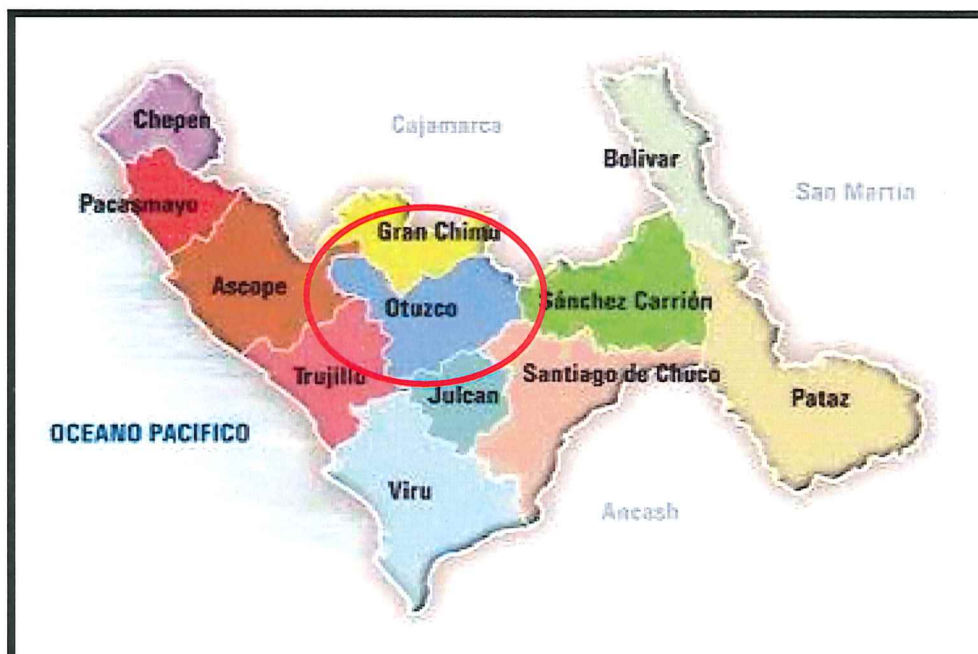 Chepen
Cajamarca
Bolivar
San Martin
Pacasmayo
Gran Chimu
Ascope
Otuzco
Sánchez Carrión
Trujillo
Julcan
Santiago de Chuco
Pataz
OCEANO PACIFICO
Viru
Ancash